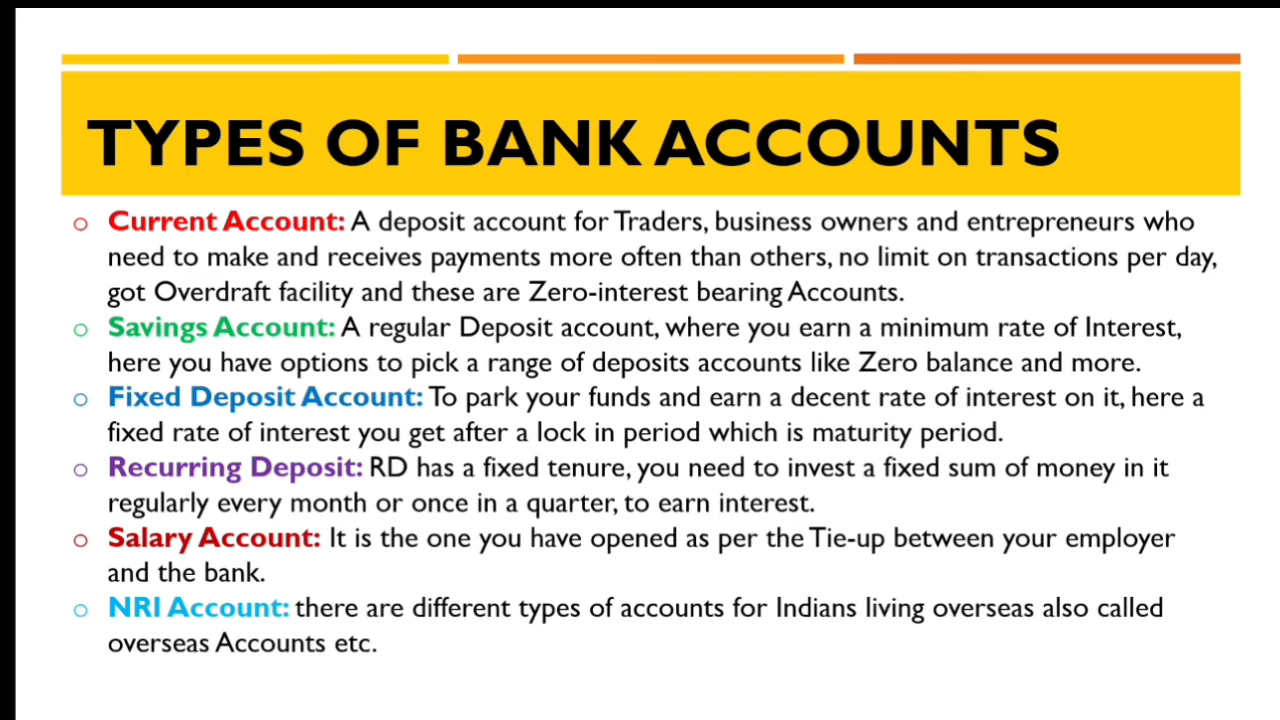 TYPES OF BANK ACCOUNTS
o Current Account: A deposit account for Traders, business owners and entrepreneurs who
need to make and receives payments more often than others, no limit on transactions per day,
got Overdraft facility and these are Zero-interest bearing Accounts.
o Savings Account: A regular Deposit account, where you earn a minimum rate of Interest,
here you have options to pick a range of deposits accounts like Zero balance and more.
o Fixed Deposit Account: To park your funds and earn a decent rate of interest on it, here a
fixed rate of interest you get after a lock in period which is maturity period.
o Recurring Deposit: RD has a fixed tenure, you need to invest a fixed sum of money in it
regularly every month or once in a quarter, to earn interest.
o Salary Account: It is the one you have opened as per the Tie-up between your employer
and the bank.
o NRI Account: there are different types of accounts for Indians living overseas also called
overseas Accounts etc.